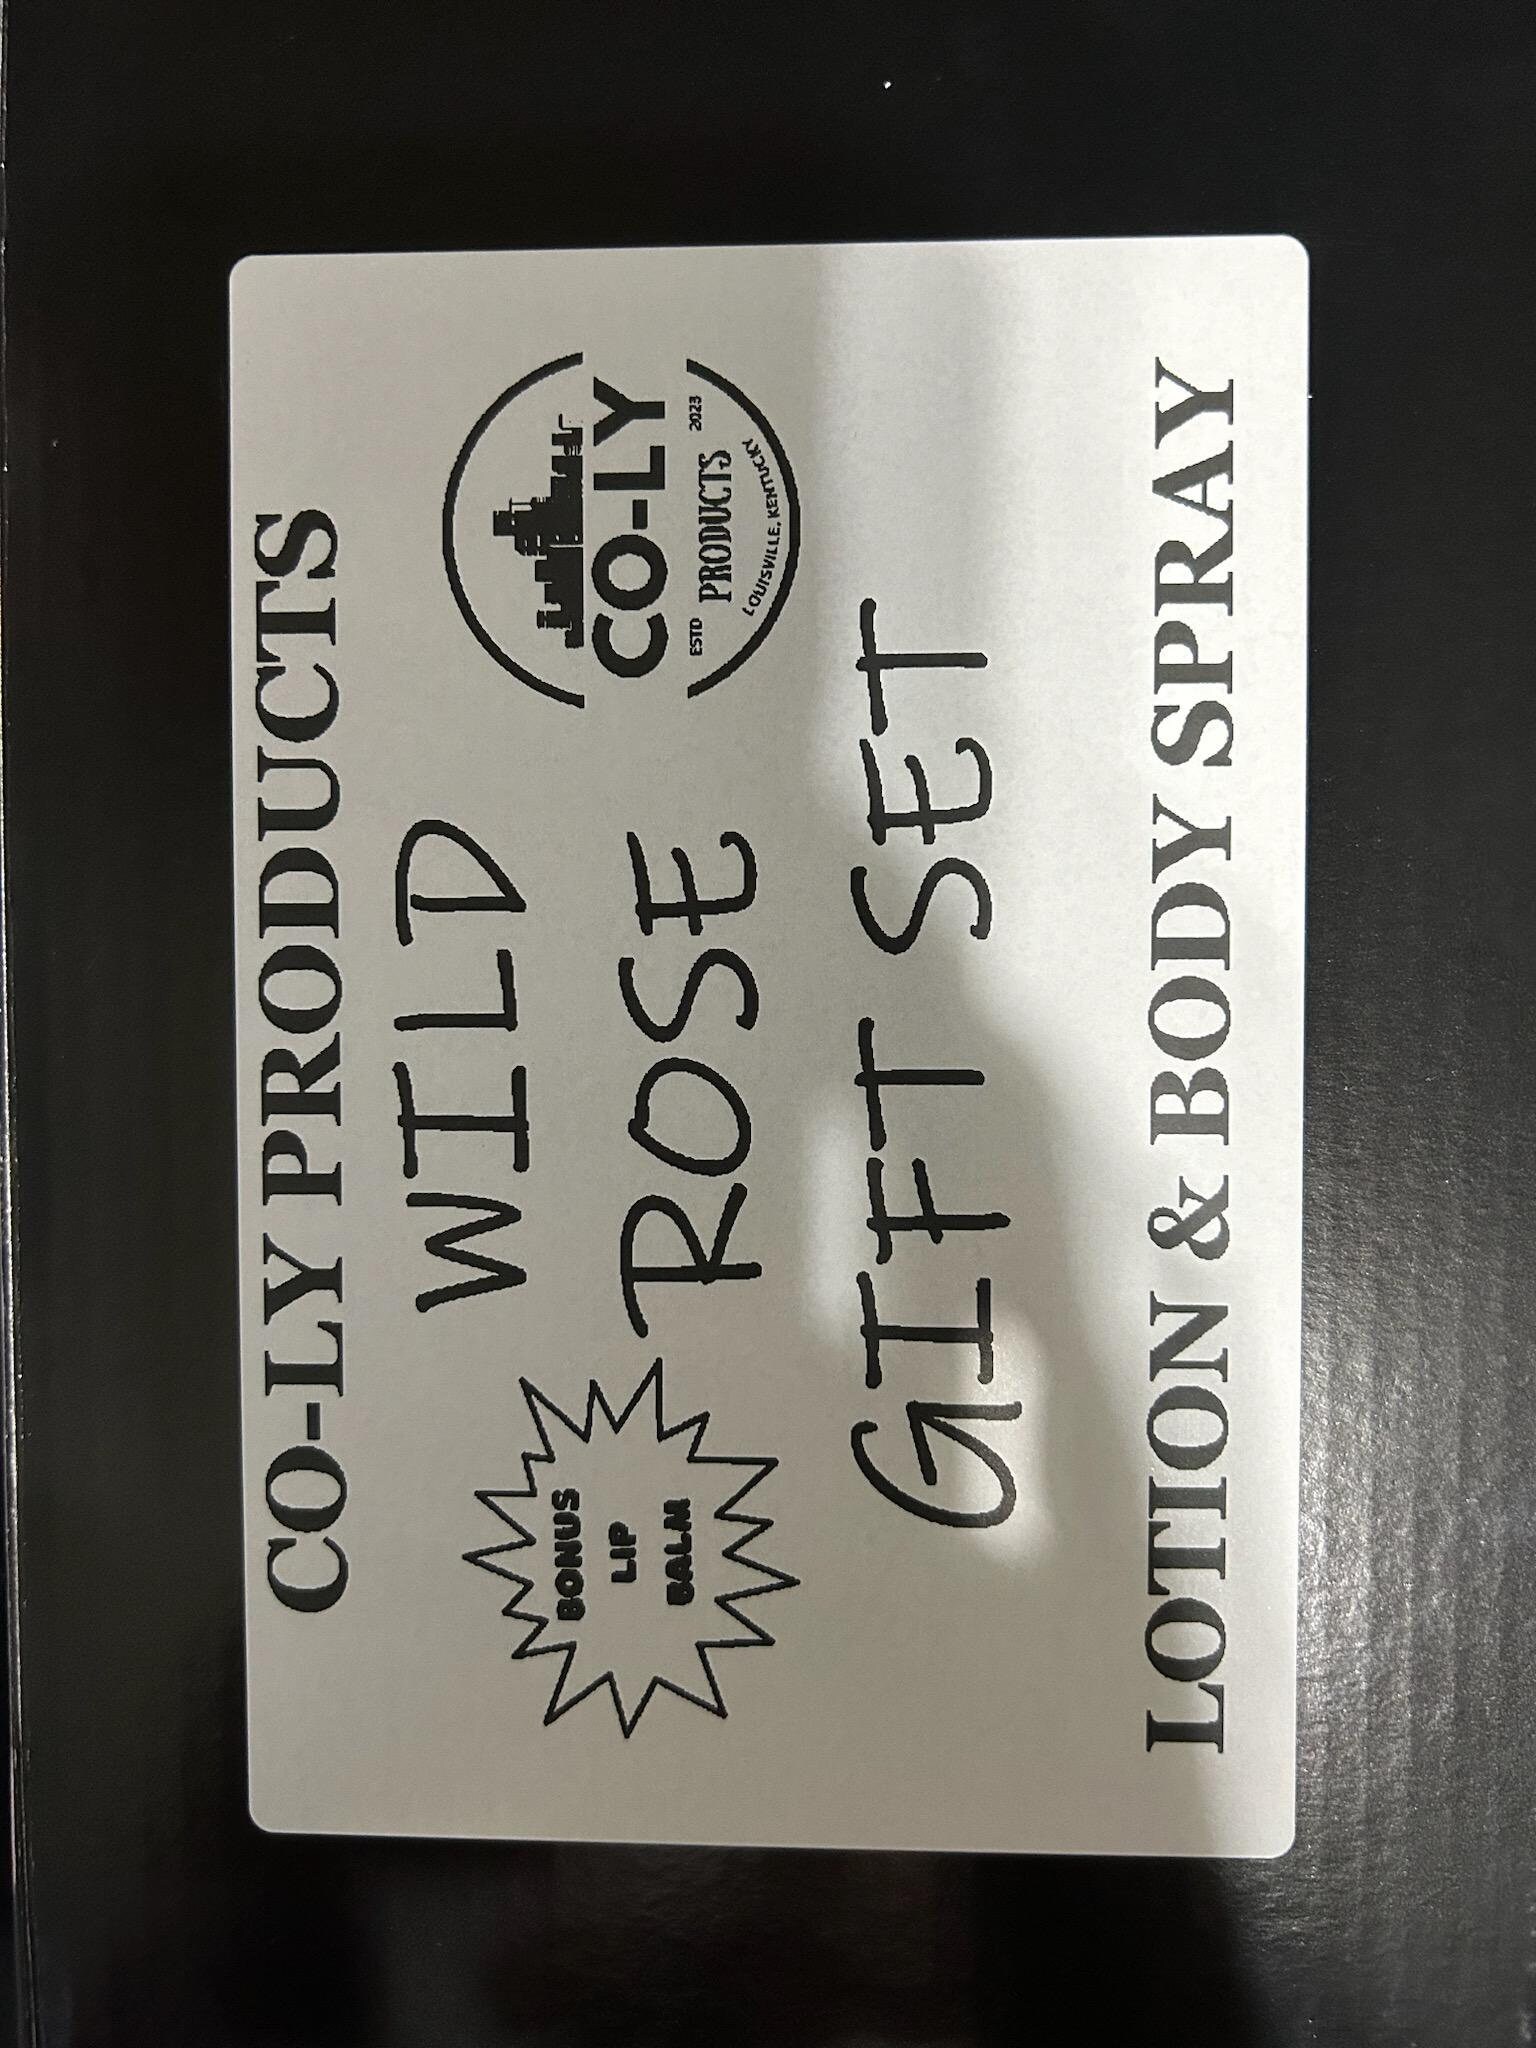 CO-LY PRODUCTS
WILD
ROSE
BONUS
LIP
BALM
CO-LY
ESTD 2023
PRODUCTS
LOUISVILLE, KENTUCKY
GIFT SET
LOTION & BODY SPRAY